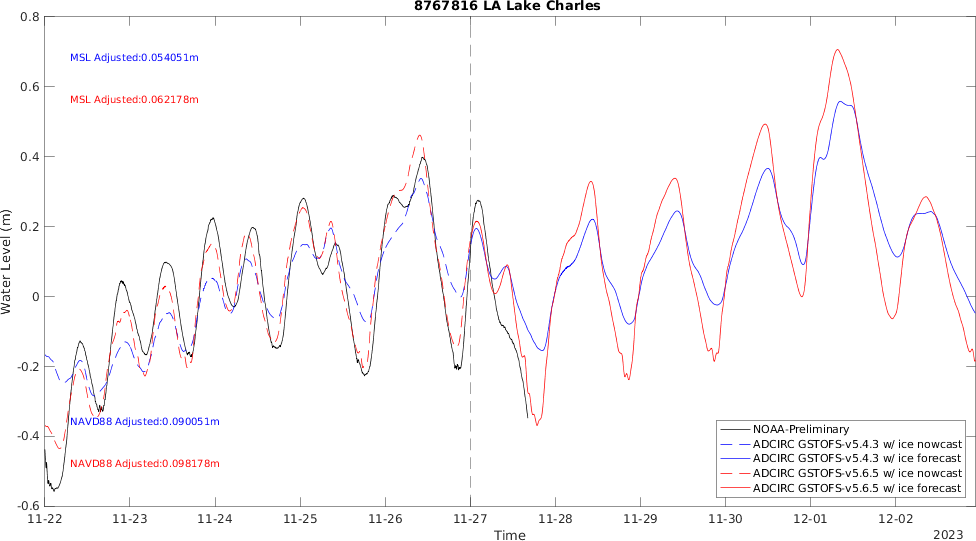 8767816 LA Lake Charles
0.8
0.6
0.4
0.2
0
-0.2
-0.4
-0.6
Water Level (m)
MSL Adjusted:0.054051m
MSL Adjusted:0.062178m
NAVD88 Adjusted:0.090051m
NAVD88 Adjusted:0.098178m
NOAA-Preliminary
ADCIRC GSTOFS-v5.4.3 w/ ice nowcast
ADCIRC GSTOFS-v5.4.3 w/ ice forecast
ADCIRC GSTOFS-v5.6.5 w/ ice nowcast
ADCIRC GSTOFS-v5.6.5 w/ ice forecast
11-22 11-23 11-24 11-25 11-26 11-27 11-28 11-29 11-30 12-01 12-02
Time
2023